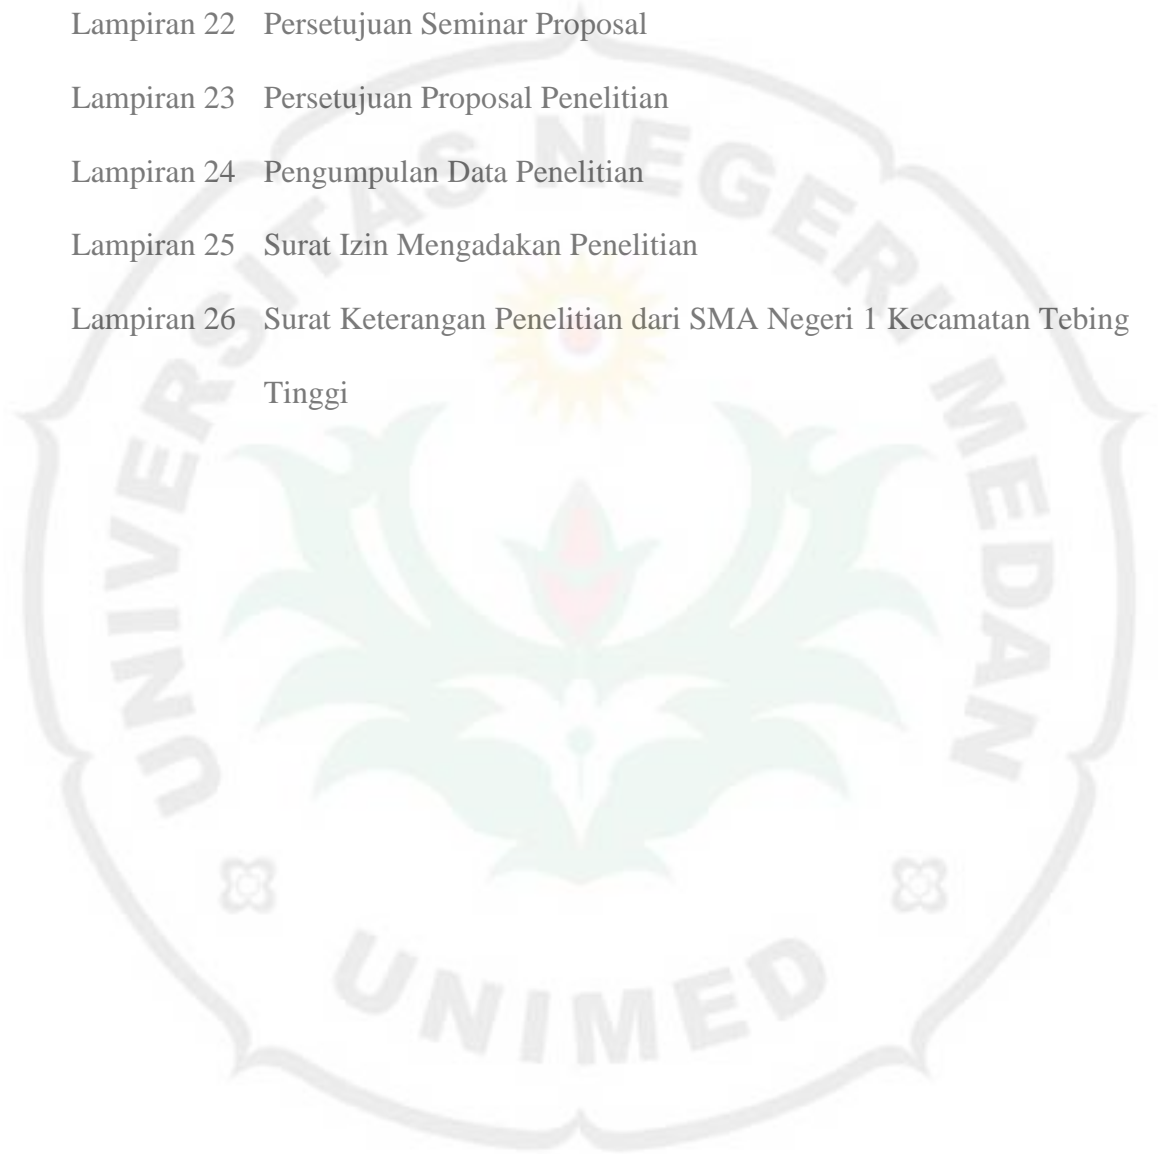 Lampiran 22 Persetujuan Seminar Proposal
Lampiran 23 Persetujuan Proposal Penelitian
Lampiran 24 Pengumpulan Data Penelitian
Lampiran 25 Surat Izin Mengadakan Penelitian
Lampiran 26 Surat Keterangan Penelitian dari SMA Negeri 1 Kecamatan Tebing
Tinggi
UNIVERSITAS NEGERI MEDAN
UNIMED